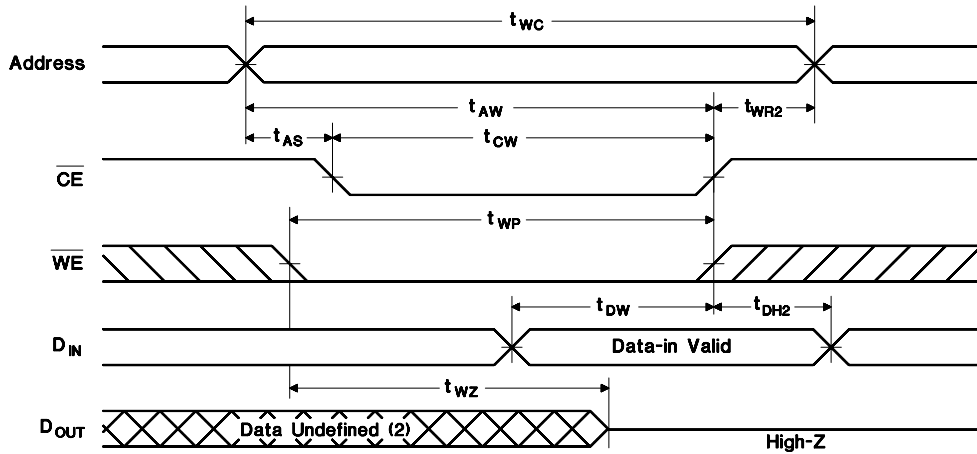 tWC
Address
tAW
tWR2
tAS
tCW
CE
tWP
WE
tDW
tDH2
DIN
Data-in Valid
tWZ
DOUT
Data Undefined (2)
High-Z